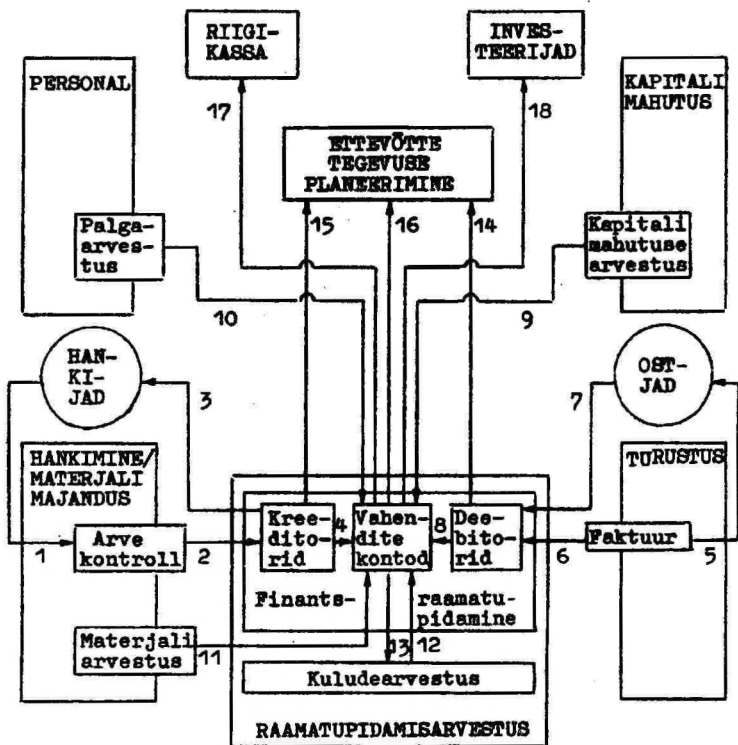 RIIGI-
KASSA
INVES-
TEERIJAD
PERSONAL
KAPITALI
MAHUTUS
17
18
ETTEVÕTTE
TEGEVUSE
PLANEERIMINE
15
16
14
Palga-
arves-
tus
Kapitali
mahutuse
arvestus
10
9
HAN-
KI-
JAD
OST-
JAD
3
7
HANKIMINE/
MATERJALI
MAJANDUS
TURUSTUS
Kree-
dito-
rid
4
Vahen-
dite
kontod
8
Dee-
bito-
rid
1
Arve
kontroll
2
6
Faktuur
5
Finants-
raamatu-
pidamine
Materjali
arvestus
11
13
12
Kuludearvestus
RAAMATUPIDAMISARVESTUS